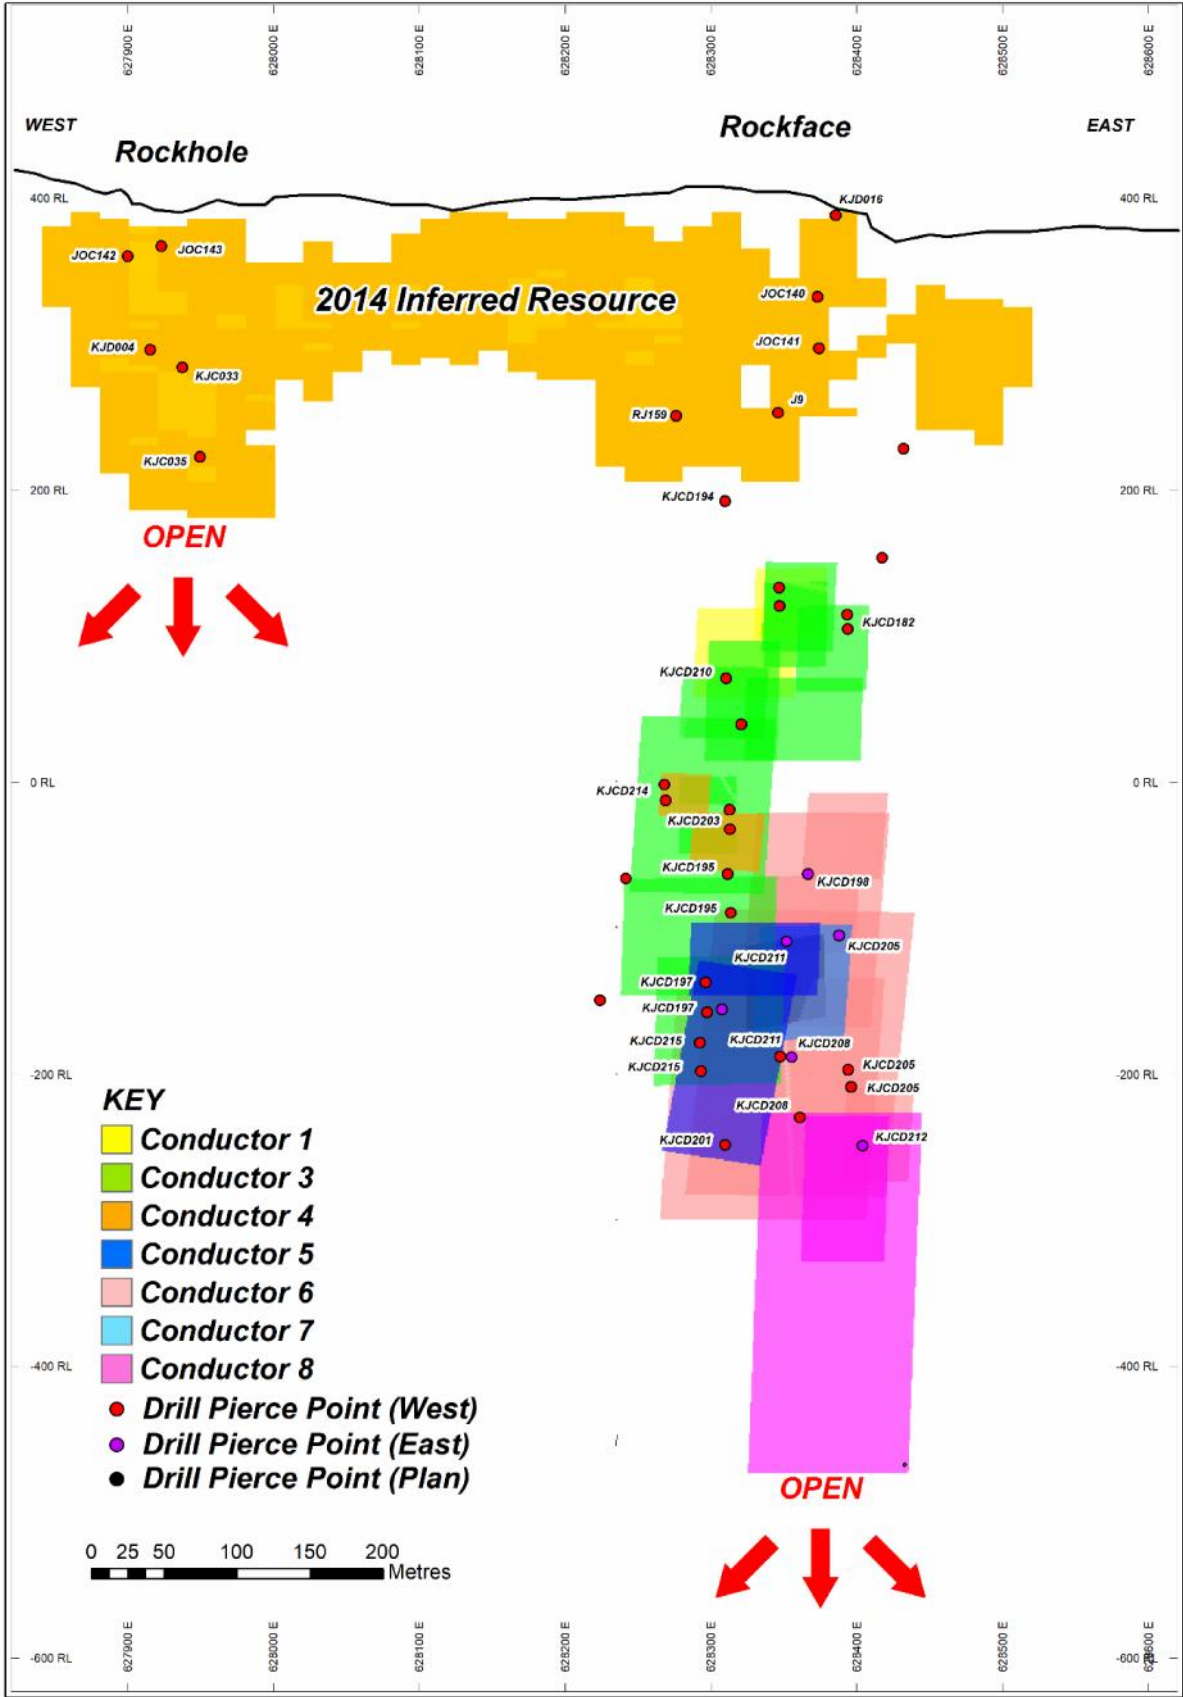 627900 E
628000 E
628100 E
628200 E
628300 E
628400 E
628500 E
628600 E
WEST
Rockhole
Rockface
EAST
400 RL
400 RL
KJD016
JOC142
JOC143
2014 Inferred Resource
JOC140
KJD004
JOC141
KJC033
J9
RJ159
KJC035
200 RL
KJCD194
200 RL
OPEN
KJCD182
KJCD210
0 RL
0 RL
KJCD214
KJCD203
KJCD195
KJCD198
KJCD195
KJCD205
KJCD211
KJCD197
KJCD197
KJCD215
KJCD211
KJCD208
KJCD215
KJCD205
-200 RL
-200 RL
KJCD205
KJCD208
KJCD201
KJCD212
KEY
Conductor 1
Conductor 3
Conductor 4
Conductor 5
Conductor 6
Conductor 7
Conductor 8
-400 RL
-400 RL
Drill Pierce Point (West)
Drill Pierce Point (East)
Drill Pierce Point (Plan)
OPEN
0 25 50 100 150 200
Metres
627900 E
628000 E
628100 E
628200 E
628300 E
628400 E
628500 E
628600 E
-600 RL
-600 RL